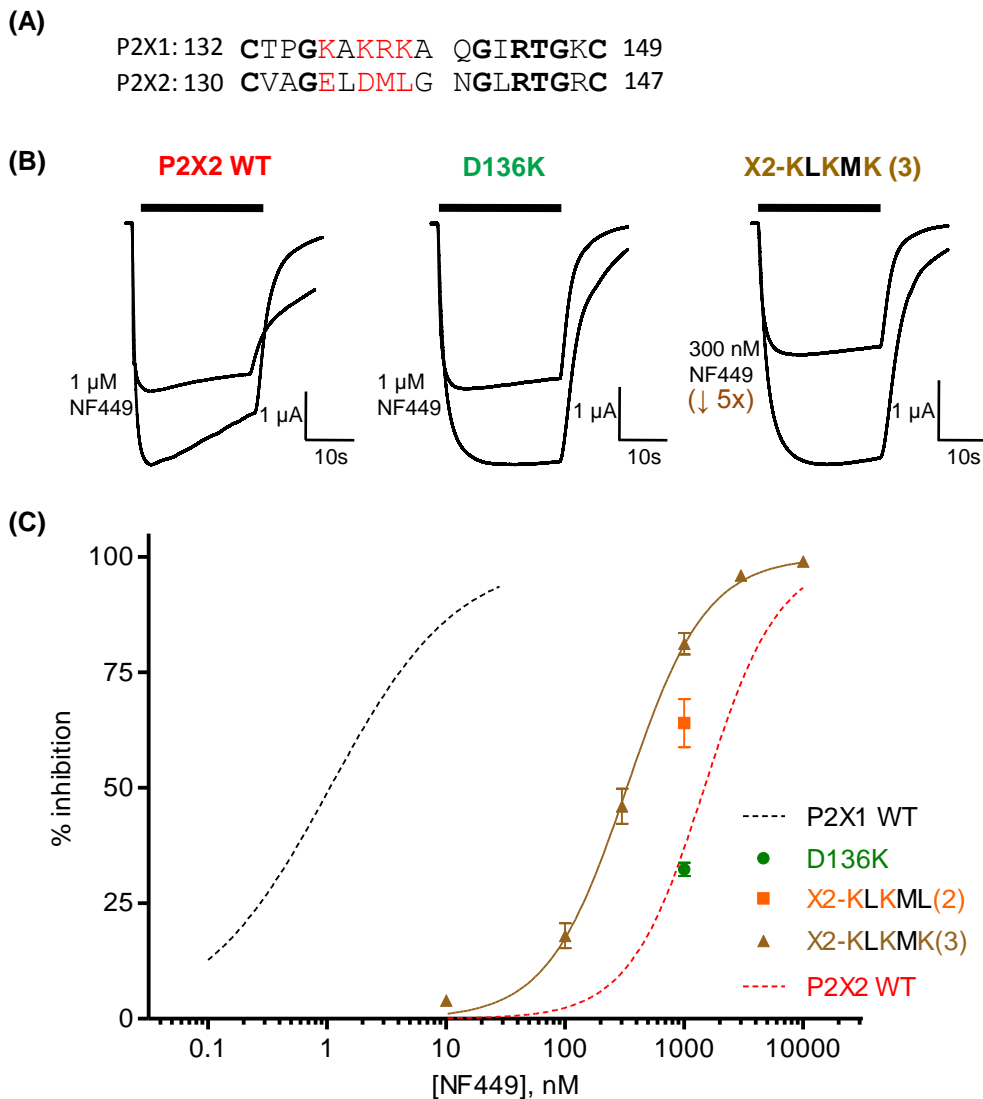 (A)
P2X1: 132 CTPGKAKRKA QGIRTGKC 149
P2X2: 130 CVAGELDMLG NGLRTGRC 147
(B)
P2X2 WT D136K X2-KLKMK (3)
1 µM
NF449
1 µA
10s
1 µM
NF449
1 µA
10s
300 nM
NF449
(↓ 5x)
1 µA
10s
(C)
% inhibition
100
75
50
25
0
0.1 1 10 100 1000 10000
[NF449], nM
P2X1 WT
D136K
X2-KLKML(2)
X2-KLKMK(3)
P2X2 WT